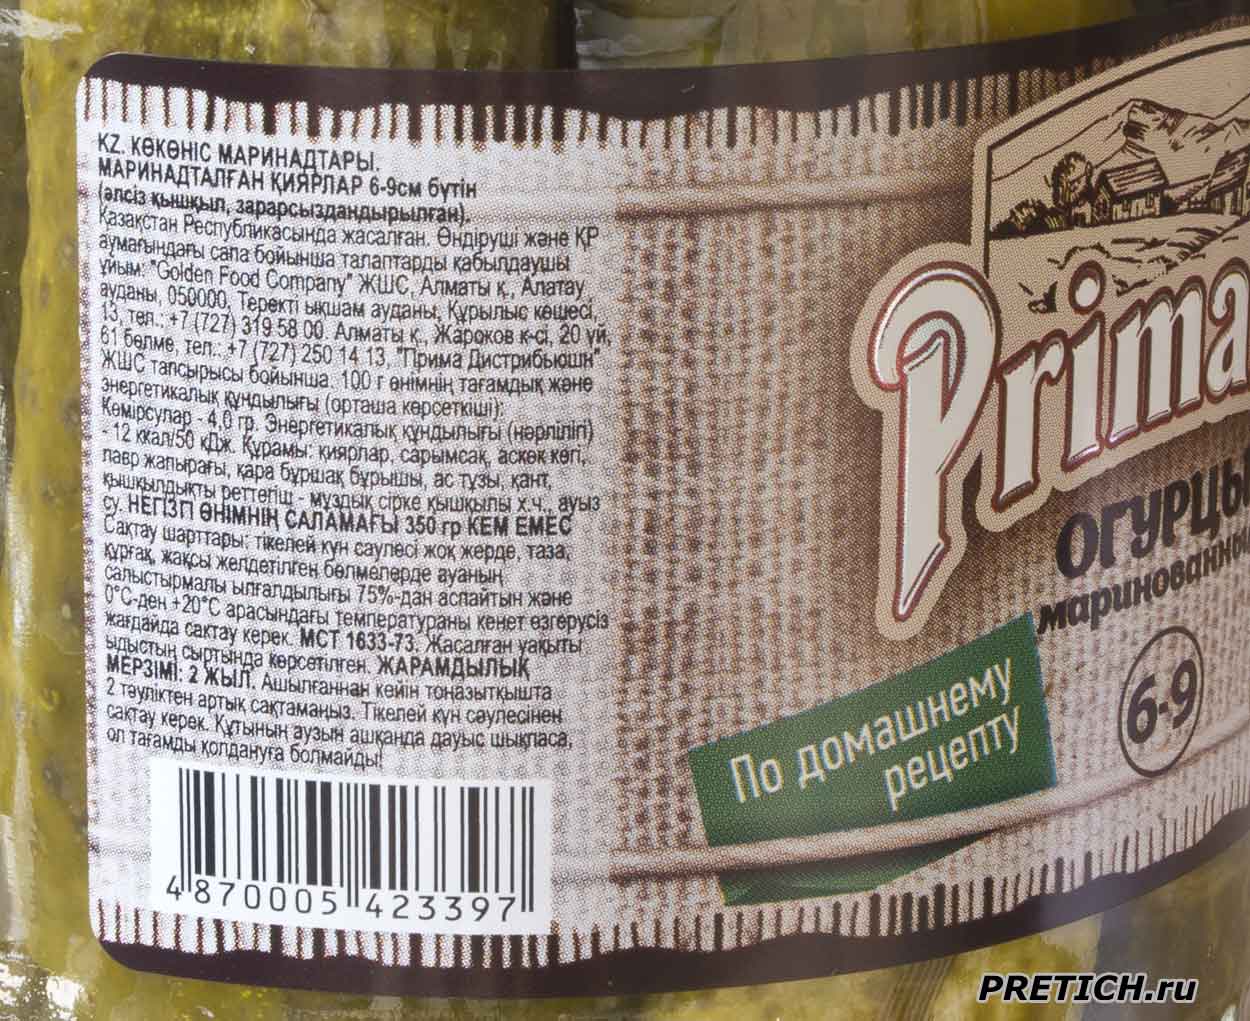 KZ. КӨКӨНІС МАРИНАДТАРЫ.
МАРИНАДТАЛҒАН ҚИЯРЛАР 6-9см бүтін
(әлсіз қышқыл, зарарсыздандырылған).
Қазақстан Республикасында жасалған. Өндіруші және ҚР
аумағындағы сапа бойынша талаптарды қабылдаушы
ұйым: "Golden Food Company" ЖШС, Алматы қ., Алатау
ауданы, 050000, Теректі ықшам ауданы, Құрылыс көшесі,
13, тел.: +7 (727) 319 58 00. Алматы қ., Жароков к-сі, 20 үй,
61 бөлме, тел.: +7 (727) 250 14 13, "Прима Дистрибьюшн"
ЖШС тапсырысы бойынша. 100 г өнімнің тағамдық және
энергетикалық құндылығы (орташа көрсеткіші):
Көмірсулар - 4,0 гр. Энергетикалық құндылығы (нәрлілігі)
- 12 ккал/50 кДж. Құрамы: қиярлар, сарымсақ, аскөк көгі,
лавр жапырағы, қара бұршақ бұрышы, ас тұзы, қант,
қышқылдықты реттегіш - мұздық сірке қышқылы х.ч., ауыз
су. НЕГІЗГІ ӨНІМНІҢ САЛАМАҒЫ 350 гр КЕМ ЕМЕС
Сақтау шарттары: тікелей күн сәулесі жоқ жерде, таза,
құрғақ, жақсы желдетілген бөлмелерде ауаның
салыстырмалы ылғалдылығы 75%-дан аспайтын және
0°С-ден +20°С арасындағы температураны кенет өзгерусіз
жағдайда сақтау керек. МСТ 1633-73. Жасалған уақыты
ыдыстың сыртында көрсетілген. ЖАРАМДЫЛЫҚ
МЕРЗІМІ: 2 ЖЫЛ. Ашылғаннан кейін тоңазытқышта
2 тәуліктен артық сақтамаңыз. Тікелей күн сәулесінен
сақтау керек. Құтының аузын ашқанда дауыс шықпаса,
ол тағамды қолдануға болмайды!
4 870005 423397
Prima
ОГУРЦЫ
маринованны
6-9
По домашнему
рецепту
PRETICH.ru